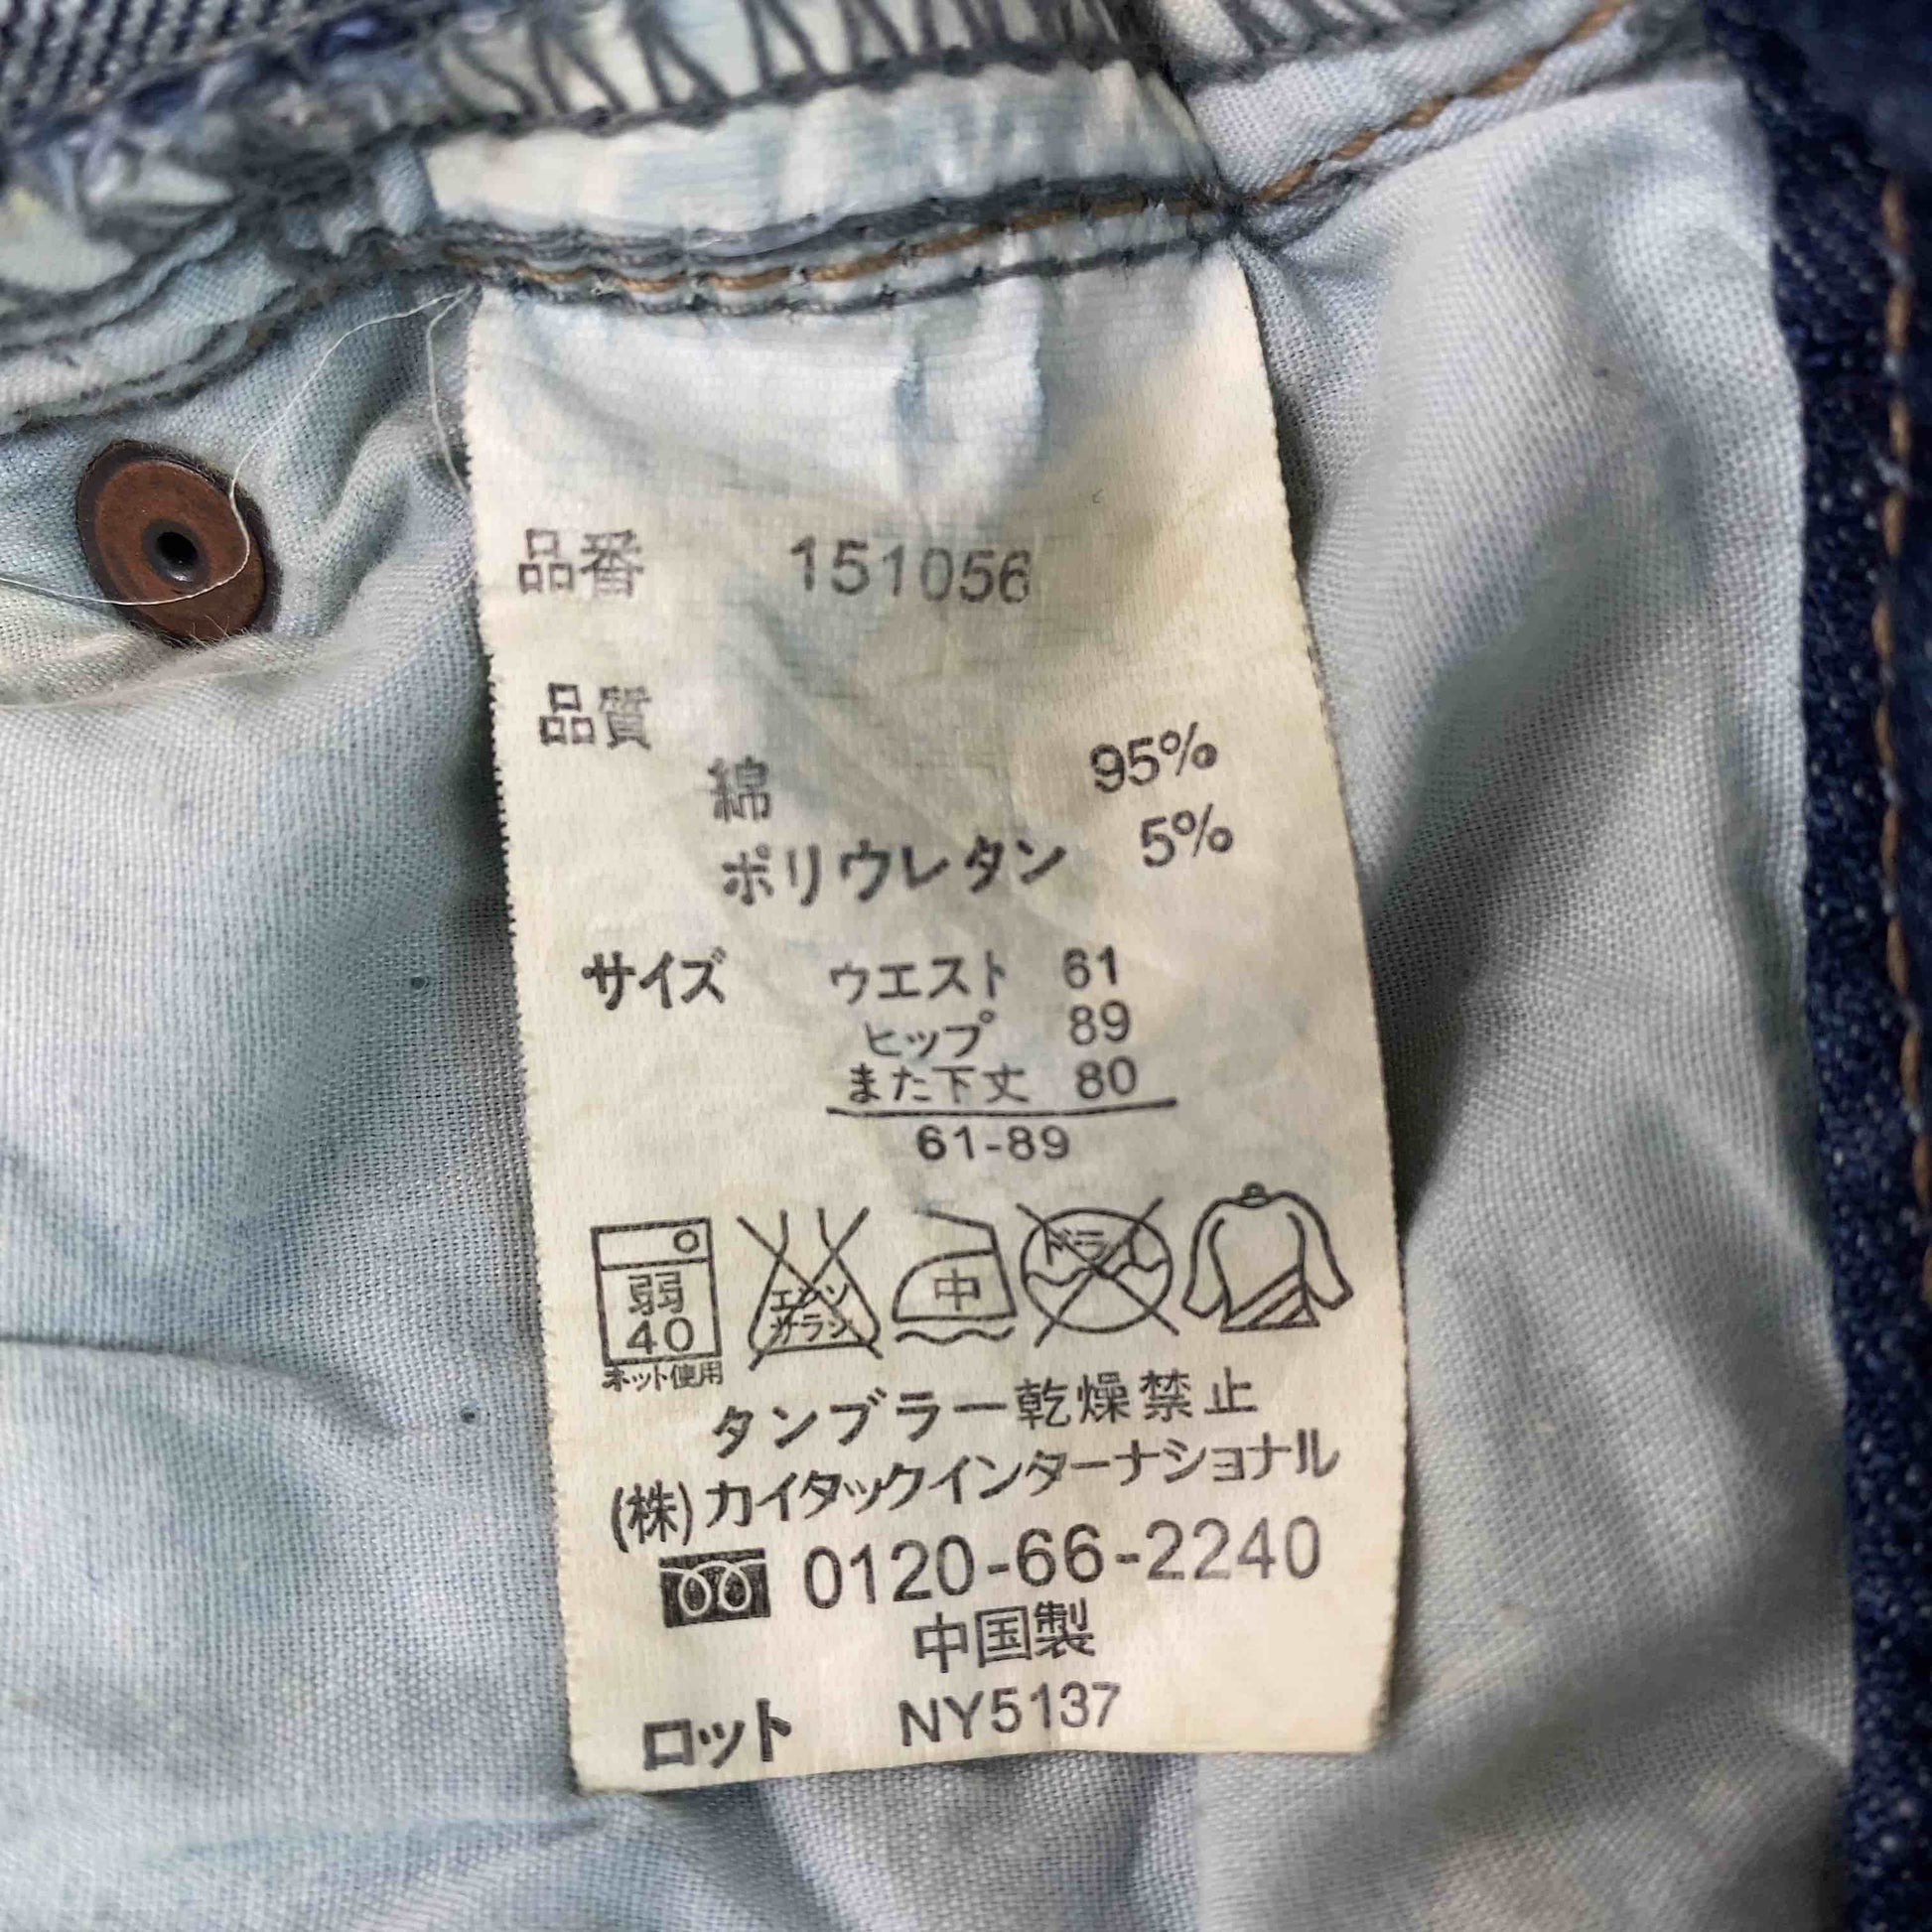 品番 151056
品質
綿 95%
ポリウレタン 5%
サイズ ウエスト 61
ヒップ 89
また下丈 80
61-89
弱
40
ネット使用
エンソ
サラシ
中
ドライ
タンブラー乾燥禁止
(株)カイタックインターナショナル
0120-66-2240
中国製
ロット NY5137